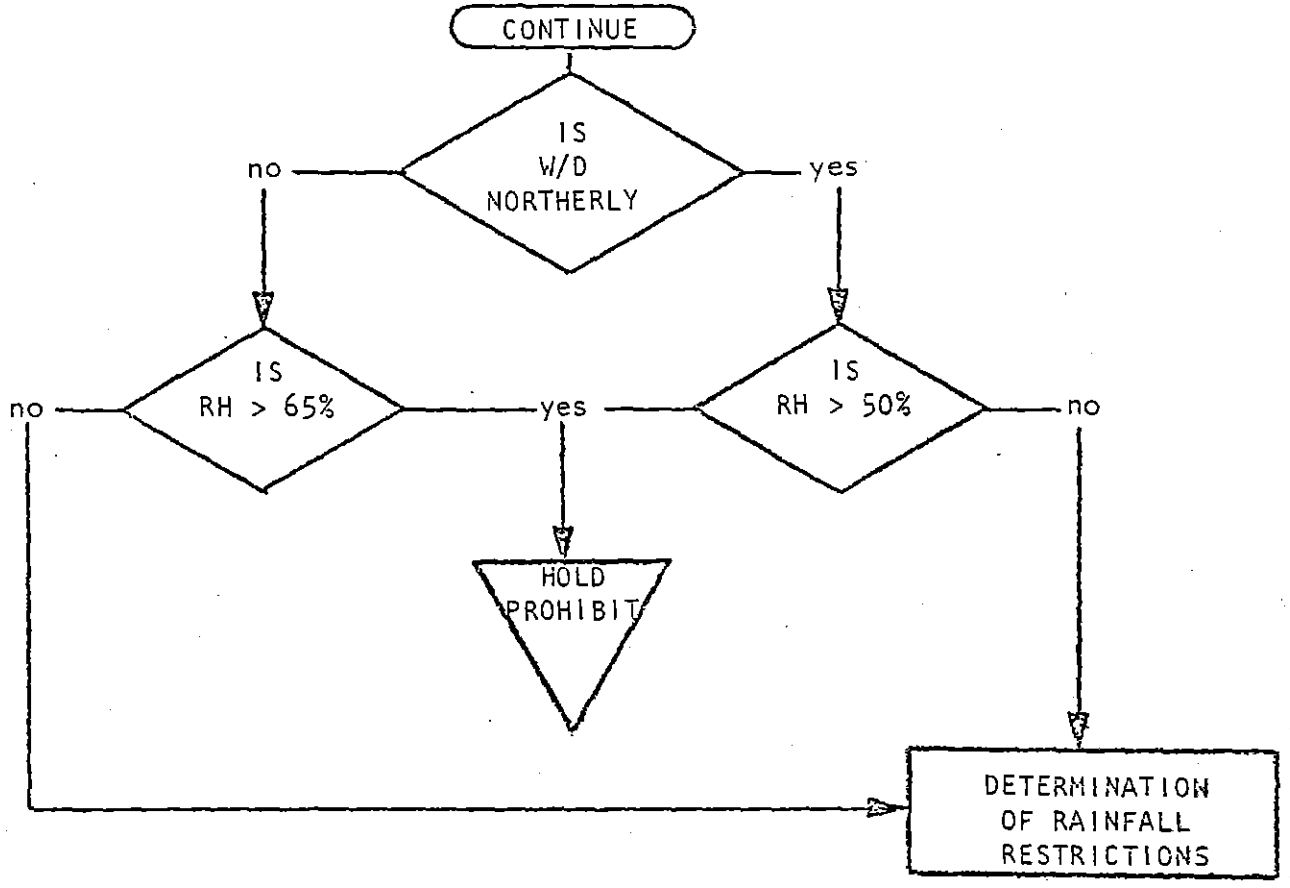 CONTINUE
IS
W/D
NORTHERLY
no
yes
IS
RH > 65%
IS
RH > 50%
no
yes
no
HOLD
PROHIBIT
DETERMINATION
OF RAINFALL
RESTRICTIONS